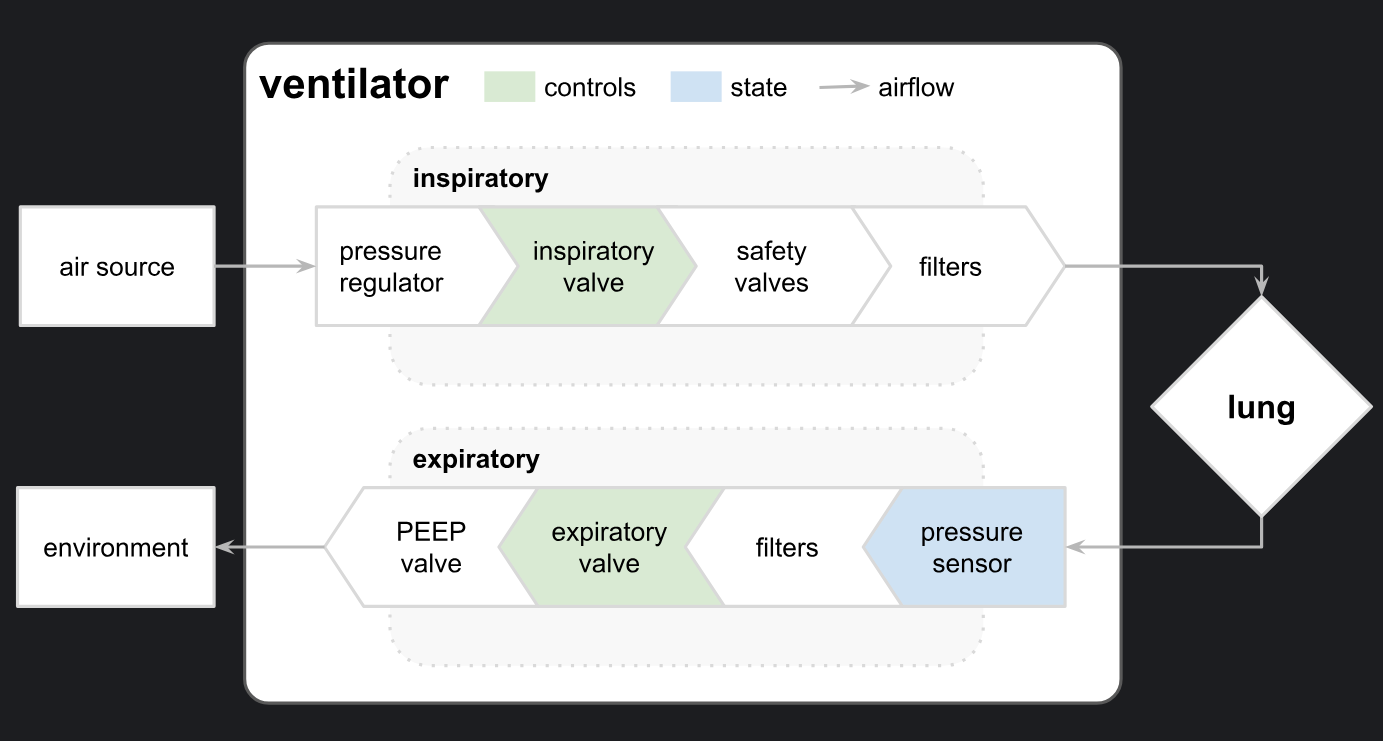 ventilator controls state airflow
inspiratory
air source
pressure
regulator
inspiratory
valve
safety
valves
filters
lung
expiratory
environment
PEEP
valve
expiratory
valve
filters
pressure
sensor